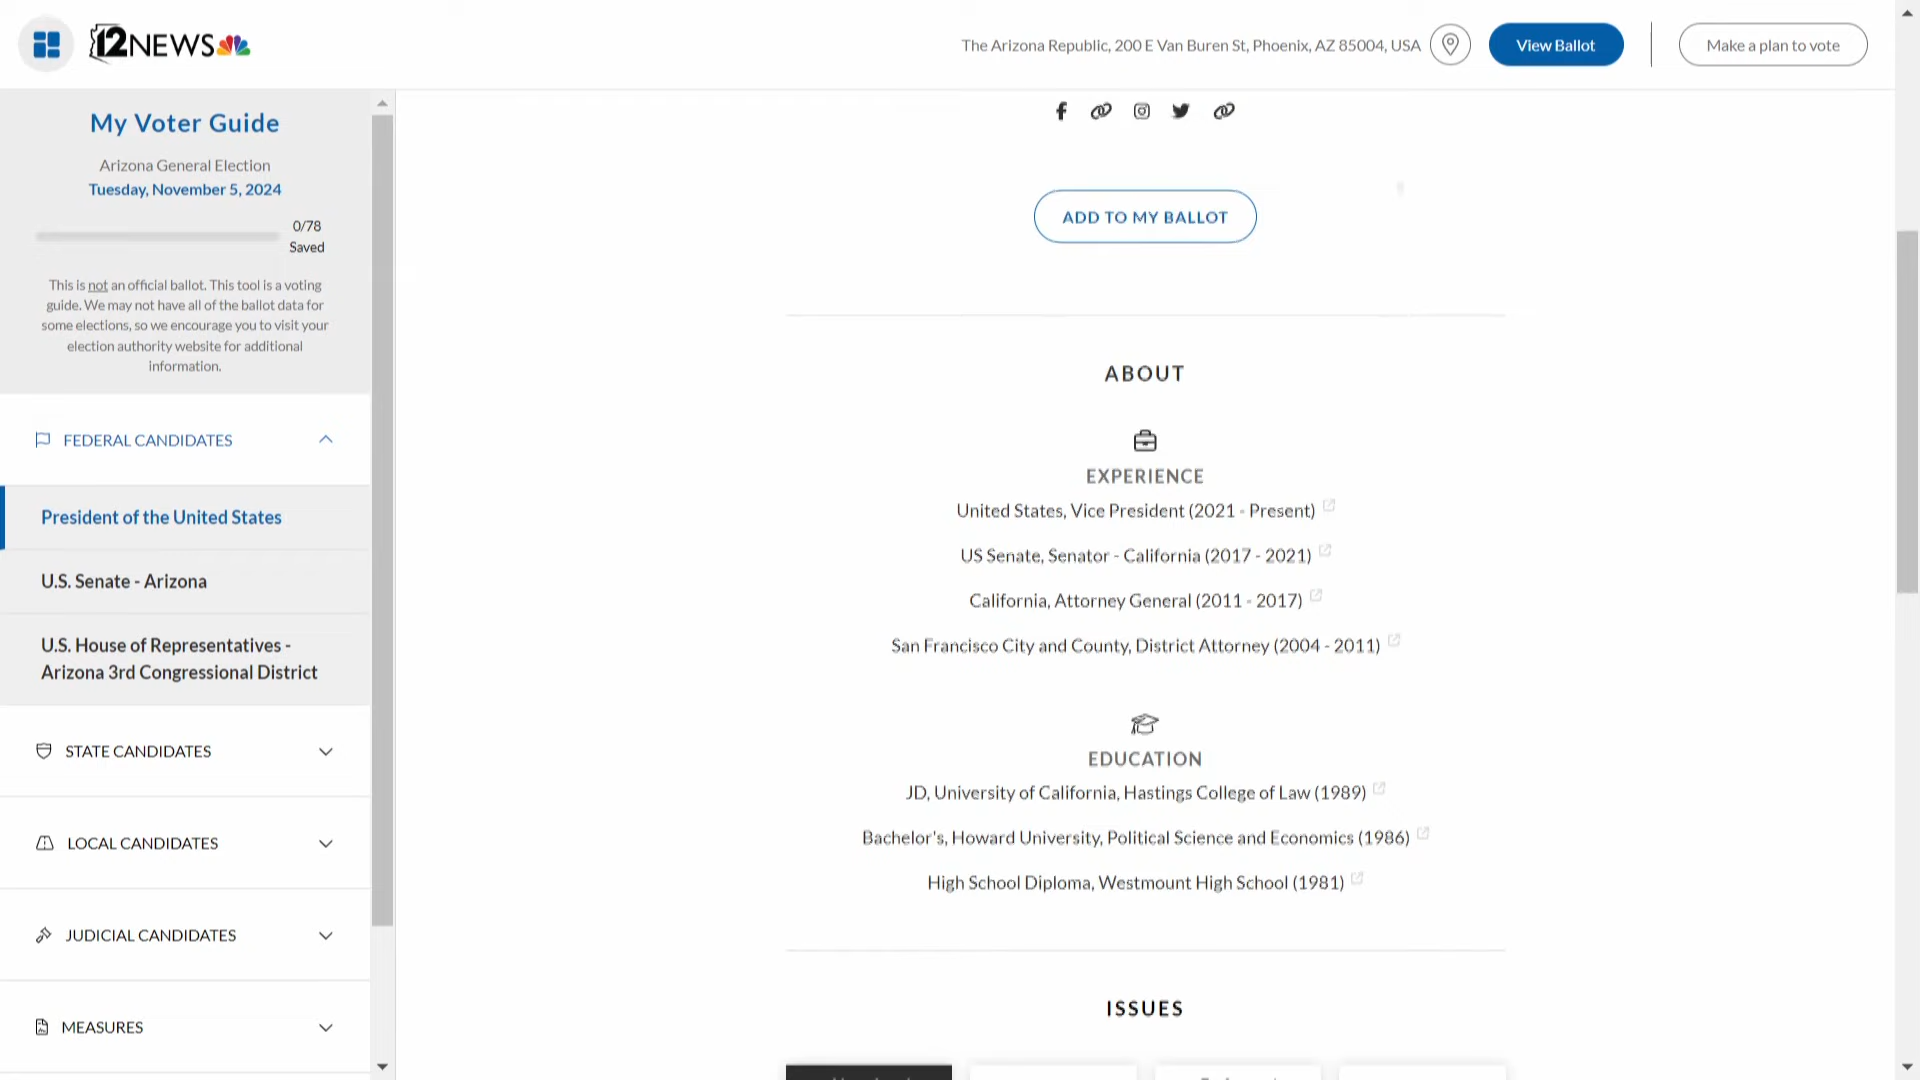 12NEWS
The Arizona Republic, 200 E Van Buren St, Phoenix, AZ 85004, USA
View Ballot
Make a plan to vote
My Voter Guide
Arizona General Election
Tuesday, November 5, 2024
0/78
Saved
This is not an official ballot. This tool is a voting
guide. We may not have all of the ballot data for
some elections, so we encourage you to visit your
election authority website for additional
information.
FEDERAL CANDIDATES
President of the United States
U.S. Senate - Arizona
U.S. House of Representatives -
Arizona 3rd Congressional District
STATE CANDIDATES
LOCAL CANDIDATES
JUDICIAL CANDIDATES
MEASURES
ADD TO MY BALLOT
ABOUT
EXPERIENCE
United States, Vice President (2021 - Present)
US Senate, Senator - California (2017 - 2021)
California, Attorney General (2011 - 2017)
San Francisco City and County, District Attorney (2004 - 2011)
EDUCATION
JD, University of California, Hastings College of Law (1989)
Bachelor's, Howard University, Political Science and Economics (1986)
High School Diploma, Westmount High School (1981)
ISSUES